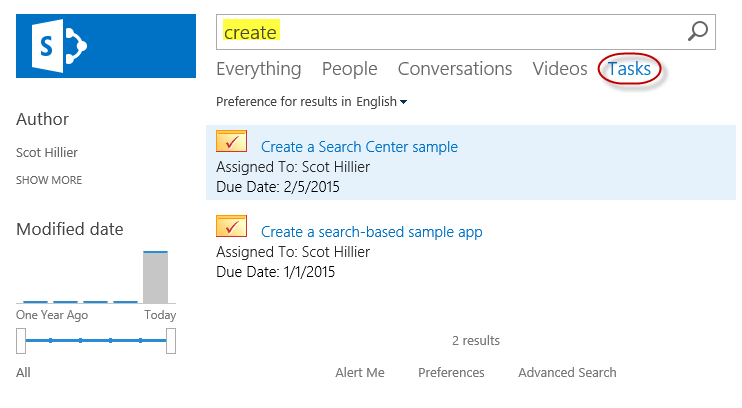 S
create
Everything People Conversations Videos Tasks
Preference for results in English
Author
Scot Hillier
SHOW MORE
Modified date
One Year Ago Today
All
Create a Search Center sample
Assigned To: Scot Hillier
Due Date: 2/5/2015
Create a search-based sample app
Assigned To: Scot Hillier
Due Date: 1/1/2015
2 results
Alert Me Preferences Advanced Search